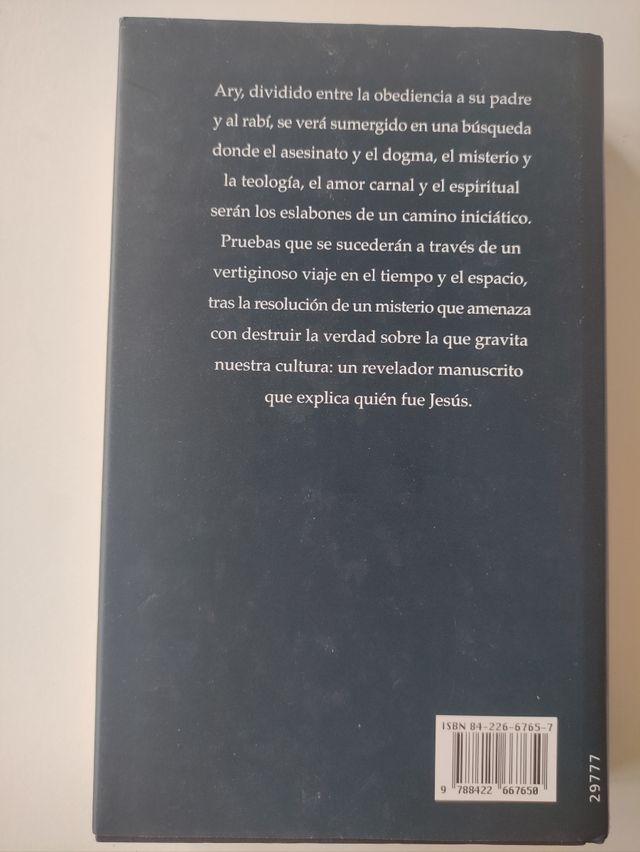 Ary, dividido entre la obediencia a su padre
y al rabí, se verá sumergido en una búsqueda
donde el asesinato y el dogma, el misterio y
la teología, el amor carnal y el espiritual
serán los eslabones de un camino iniciático.
Pruebas que se sucederán a través de un
vertiginoso viaje en el tiempo y el espacio,
tras la resolución de un misterio que amenaza
con destruir la verdad sobre la que gravita
nuestra cultura: un revelador manuscrito
que explica quién fue Jesús.
ISBN 84-226-6765-7
9 788422 667650
29777